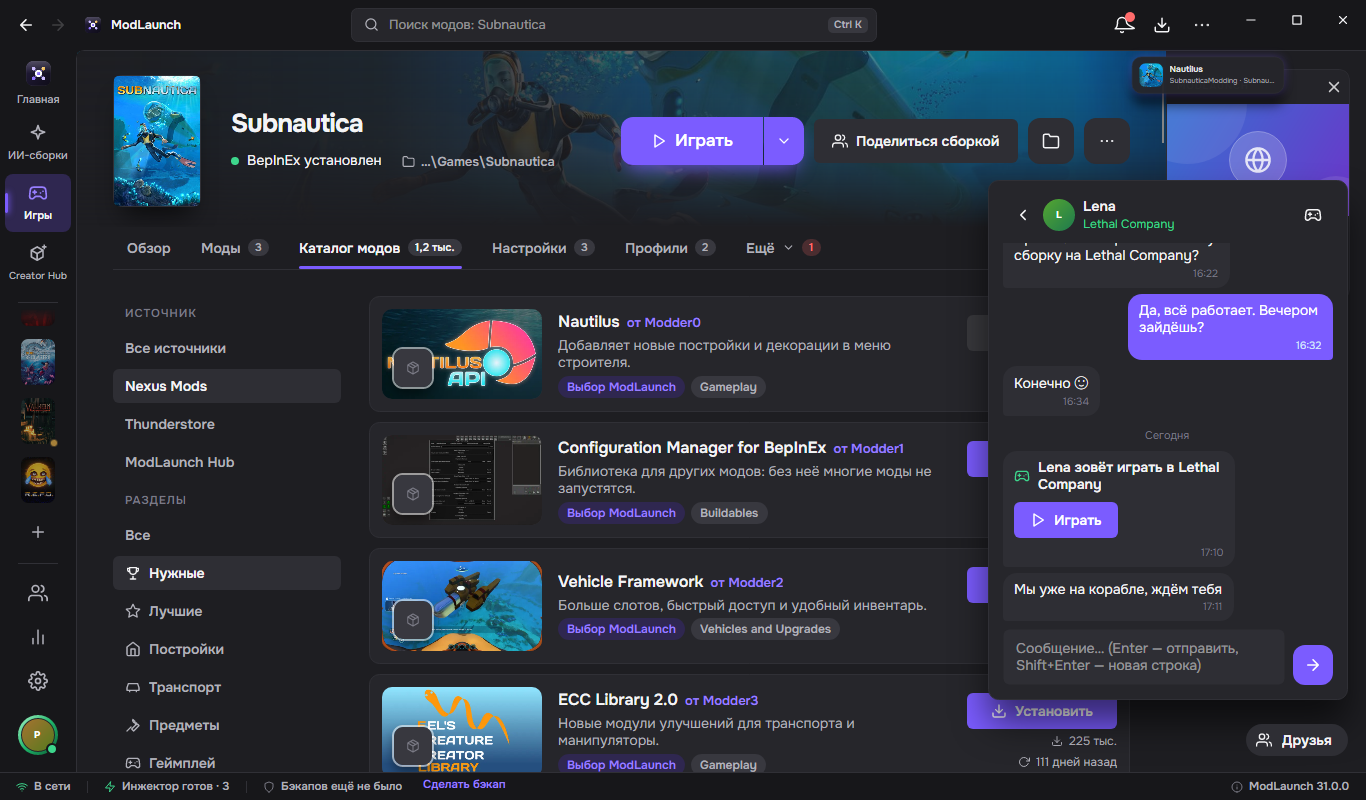 ModLaunch
Поиск модов: Subnautica
Ctrl K
Главная
ИИ-сборки
Игры
Creator Hub
R.E.P.O.
P
SUBNAUTICA
Subnautica
BepInEx установлен
...\Games\Subnautica
Играть
Поделиться сборкой
Nautilus
SubnauticaModding · Subnau...
Обзор
Моды 3
Каталог модов 1,2 тыс.
Настройки 3
Профили 2
Ещё 1
ИСТОЧНИК
Все источники
Nexus Mods
Thunderstore
ModLaunch Hub
РАЗДЕЛЫ
Все
Нужные
Лучшие
Постройки
Транспорт
Предметы
Геймплей
Nautilus от Modder0
Добавляет новые постройки и декорации в меню
строителя.
Выбор ModLaunch
Gameplay
Configuration Manager for BepInEx от Modder1
Библиотека для других модов: без неё многие моды не
запустятся.
Выбор ModLaunch
Buildables
Vehicle Framework от Modder2
Больше слотов, быстрый доступ и удобный инвентарь.
Выбор ModLaunch
Vehicles and Upgrades
ECC Library 2.0 от Modder3
Новые модули улучшений для транспорта и
манипуляторы.
Выбор ModLaunch
Gameplay
Установить
225 тыс.
111 дней назад
L
Lena
Lethal Company
сборку на Lethal Company?
16:22
Да, всё работает. Вечером
зайдёшь?
16:32
Конечно
16:34
Сегодня
Lena зовёт играть в Lethal
Company
Играть
17:10
Мы уже на корабле, ждём тебя
17:11
Сообщение... (Enter — отправить,
Shift+Enter — новая строка)
Друзья
В сети
Инжектор готов · 3
Бэкапов ещё не было
Сделать бэкап
ModLaunch 31.0.0